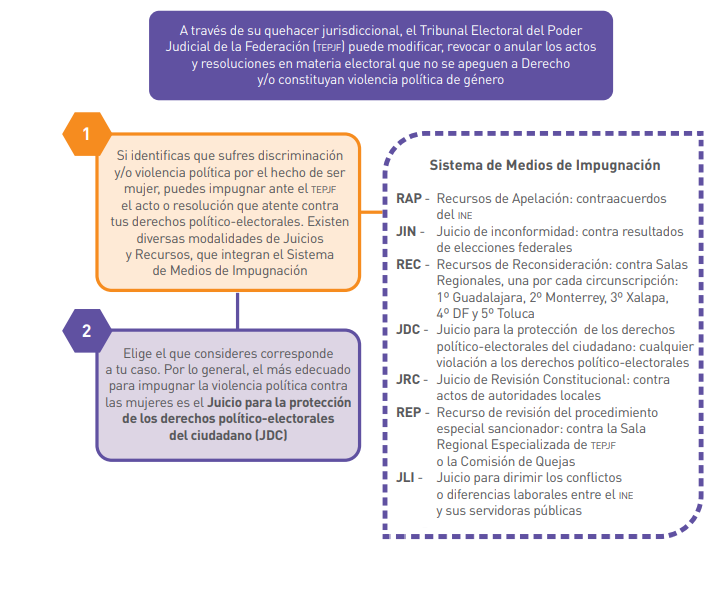 A través de su quehacer jurisdiccional, el Tribunal Electoral del Poder
Judicial de la Federación (TEPJF) puede modificar, revocar o anular los actos
y resoluciones en materia electoral que no se apeguen a Derecho
y/o constituyan violencia política de género
1
Si identificas que sufres discriminación
y/o violencia política por el hecho de ser
mujer, puedes impugnar ante el TEPJF
el acto o resolución que atente contra
tus derechos político-electorales. Existen
diversas modalidades de Juicios
y Recursos, que integran el Sistema
de Medios de Impugnación
2
Elige el que consideres corresponde
a tu caso. Por lo general, el más adecuado
para impugnar la violencia política contra
las mujeres es el Juicio para la protección
de los derechos político-electorales
del ciudadano (JDC)
Sistema de Medios de Impugnación
RAP - Recursos de Apelación: contraacuerdos
del INE
JIN - Juicio de inconformidad: contra resultados
de elecciones federales
REC - Recursos de Reconsideración: contra Salas
Regionales, una por cada circunscripción:
1º Guadalajara, 2º Monterrey, 3º Xalapa,
4º DF y 5º Toluca
JDC - Juicio para la protección de los derechos
político-electorales del ciudadano: cualquier
violación a los derechos político-electorales
JRC - Juicio de Revisión Constitucional: contra
actos de autoridades locales
REP - Recurso de revisión del procedimiento
especial sancionador: contra la Sala
Regional Especializada de TEPJF
o la Comisión de Quejas
JLI - Juicio para dirimir los conflictos
o diferencias laborales entre el INE
y sus servidoras públicas